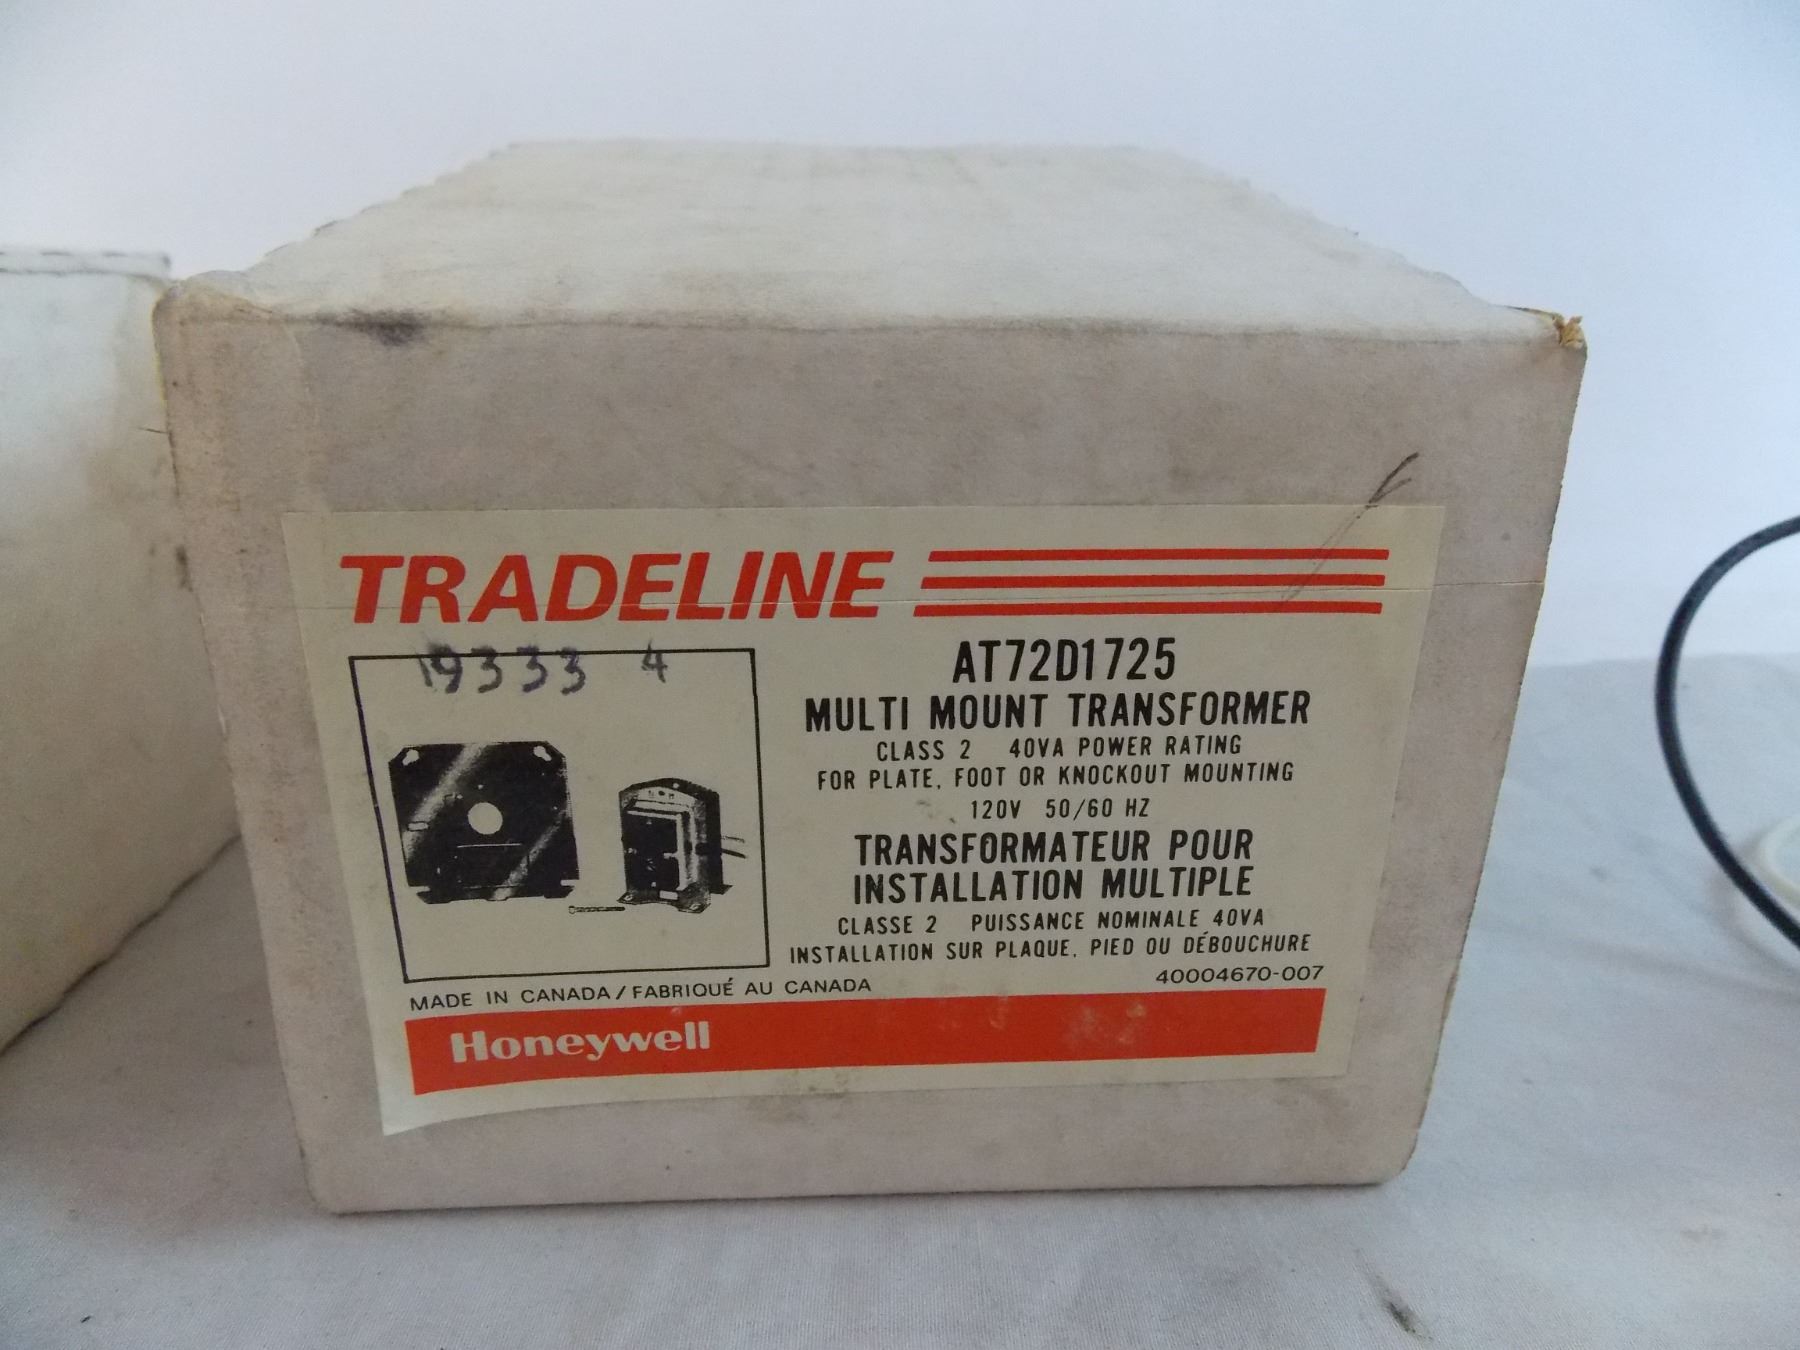 TRADELINE
19333 4
AT72D1725
MULTI MOUNT TRANSFORMER
CLASS 2 40VA POWER RATING
FOR PLATE, FOOT OR KNOCKOUT MOUNTING
120V 50/60 HZ
TRANSFORMATEUR POUR
INSTALLATION MULTIPLE
CLASSE 2 PUISSANCE NOMINALE 40VA
INSTALLATION SUR PLAQUE, PIED OU DÉBOUCHURE
40004670-007
MADE IN CANADA/FABRIQUÉ AU CANADA
Honeywell